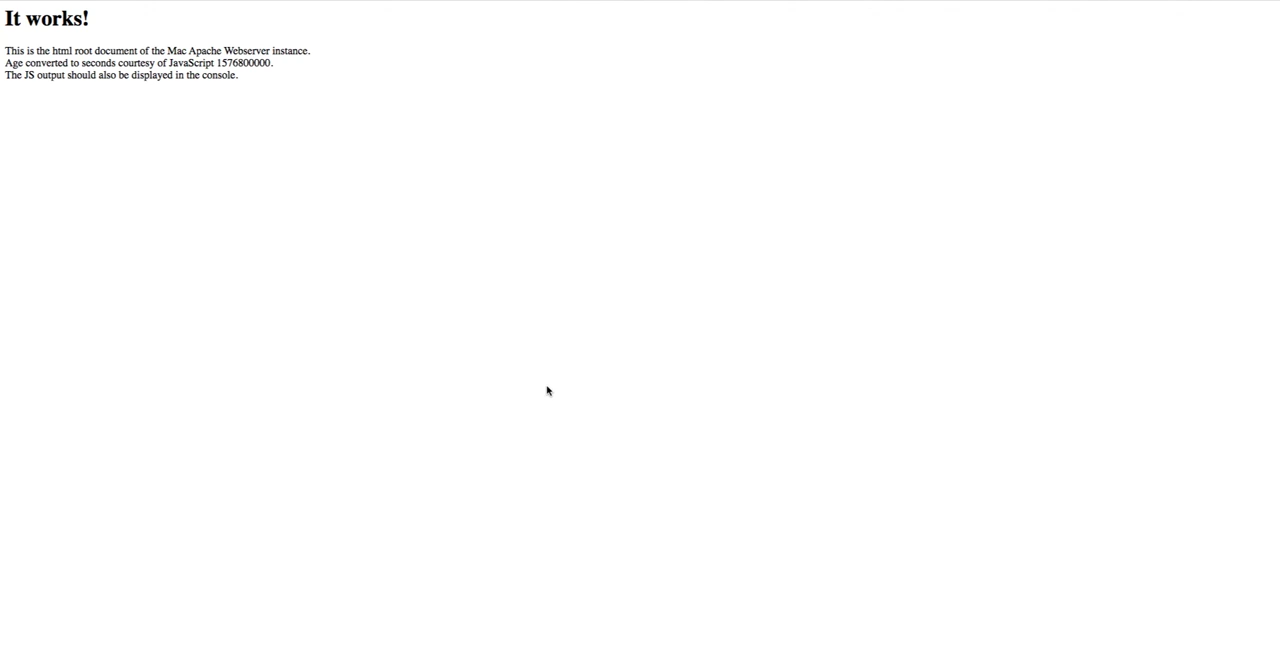 It works!
This is the html root document of the Mac Apache Webserver instance.
Age converted to seconds courtesy of JavaScript 1576800000.
The JS output should also be displayed in the console.